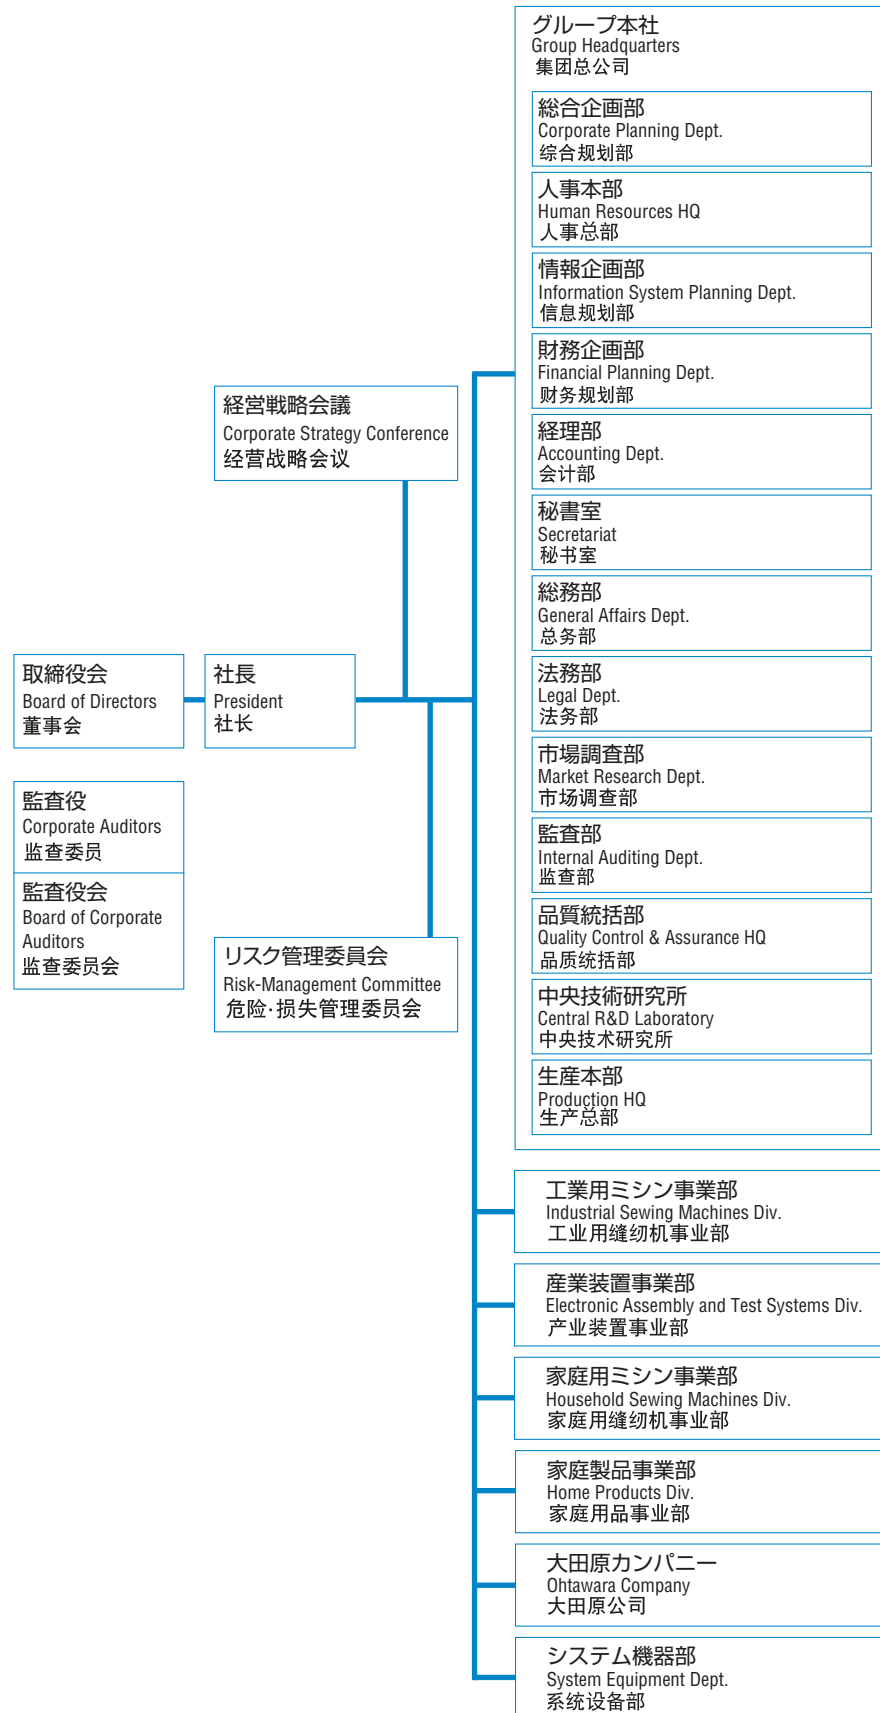 グループ本社
Group Headquarters
集团总公司
総合企画部
Corporate Planning Dept.
综合规划部
人事本部
Human Resources HQ
人事总部
情報企画部
Information System Planning Dept.
信息规划部
財務企画部
Financial Planning Dept.
财务规划部
経理部
Accounting Dept.
会计部
秘書室
Secretariat
秘书室
総務部
General Affairs Dept.
总务部
法務部
Legal Dept.
法务部
市場調査部
Market Research Dept.
市场调查部
監査部
Internal Auditing Dept.
监查部
品質統括部
Quality Control & Assurance HQ
品质统括部
中央技術研究所
Central R&D Laboratory
中央技术研究所
生産本部
Production HQ
生产总部
経営戦略会議
Corporate Strategy Conference
经营战略会议
取締役会
Board of Directors
董事会
社長
President
社长
監査役
Corporate Auditors
监查委员
監査役会
Board of Corporate
Auditors
监查委员会
リスク管理委員会
Risk-Management Committee
危险·损失管理委员会
工業用ミシン事業部
Industrial Sewing Machines Div.
工业用缝纫机事业部
産業装置事業部
Electronic Assembly and Test Systems Div.
产业装置事业部
家庭用ミシン事業部
Household Sewing Machines Div.
家庭用缝纫机事业部
家庭製品事業部
Home Products Div.
家庭用品事业部
大田原カンパニー
Ohtawara Company
大田原公司
システム機器部
System Equipment Dept.
系统设备部